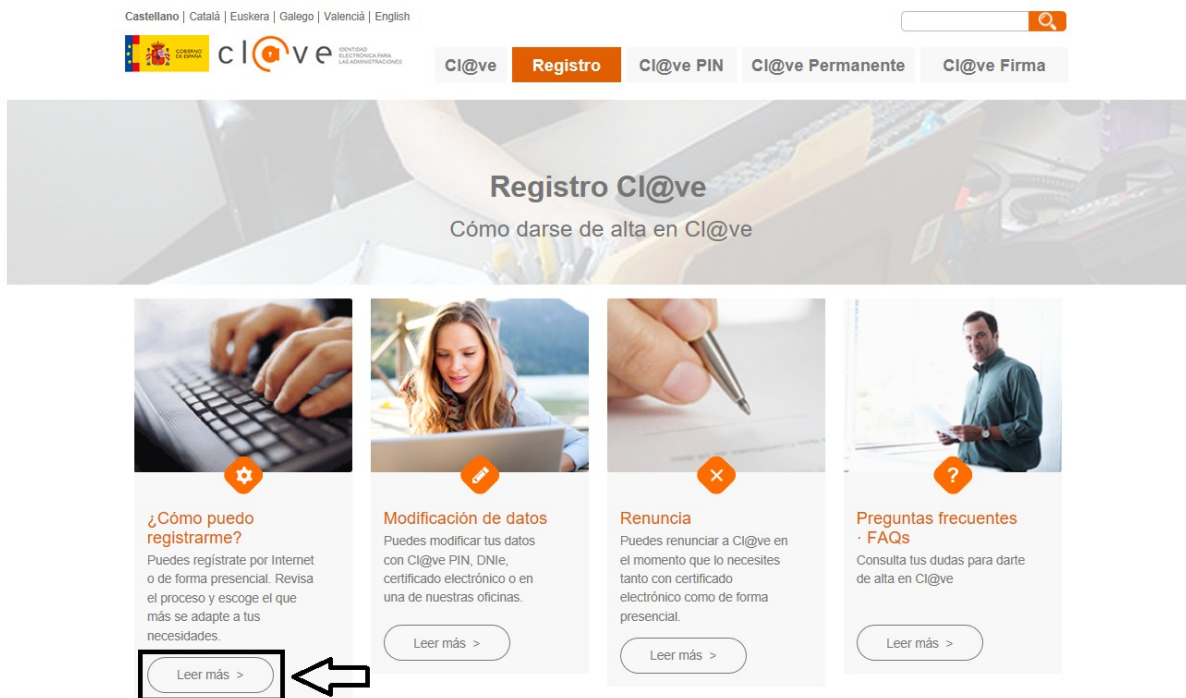 Castellano | Català | Euskera | Galego | Valencià | English
GOBIERNO
DE ESPAÑA
cl@ve
IDENTIDAD
ELECTRÓNICA PARA
LAS ADMINISTRACIONES
Cl@ve
Registro
Cl@ve PIN
Cl@ve Permanente
Cl@ve Firma
Registro Cl@ve
Cómo darse de alta en Cl@ve
¿Cómo puedo
registrarme?
Puedes regístrate por Internet
o de forma presencial. Revisa
el proceso y escoge el que
más se adapte a tus
necesidades.
Leer más >
Modificación de datos
Puedes modificar tus datos
con Cl@ve PIN, DNIe,
certificado electrónico o en
una de nuestras oficinas.
Leer más >
Renuncia
Puedes renunciar a Cl@ve en
el momento que lo necesites
tanto con certificado
electrónico como de forma
presencial.
Leer más >
?
Preguntas frecuentes
· FAQs
Consulta tus dudas para darte
de alta en Cl@ve
Leer más >